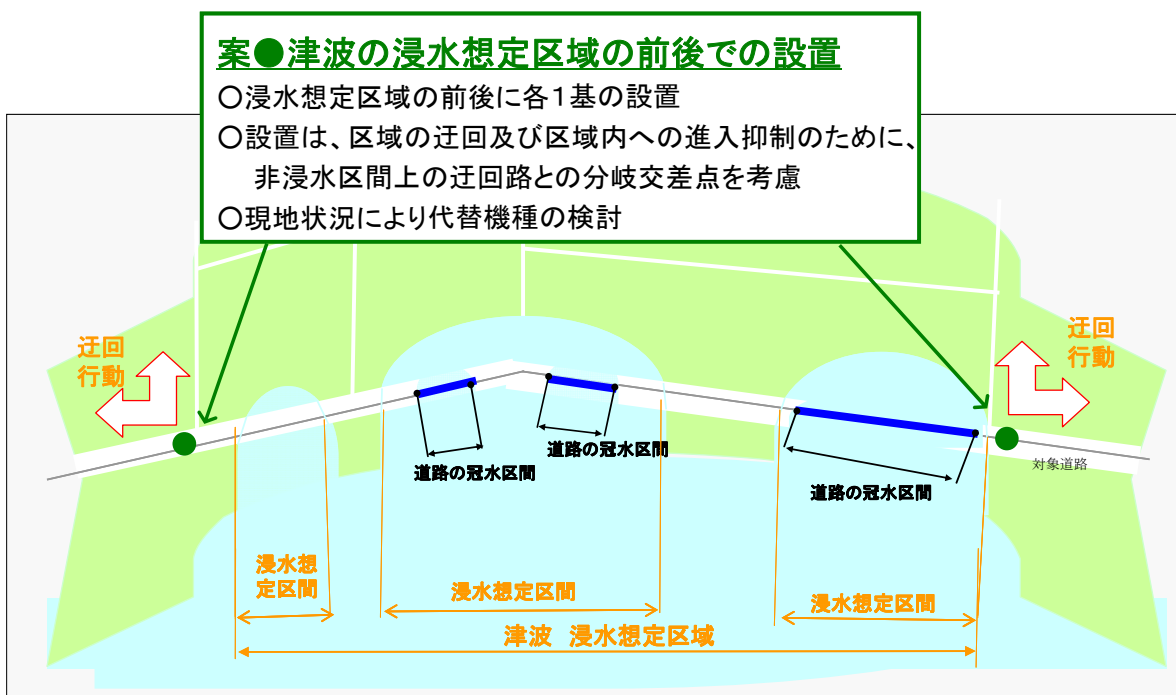 案●津波の浸水想定区域の前後での設置
○浸水想定区域の前後に各1基の設置
○設置は、区域の迂回及び区域内への進入抑制のために、
非浸水区間上の迂回路との分岐交差点を考慮
○現地状況により代替機種の検討
迂回
行動
迂回
行動
道路の冠水区間
道路の冠水区間
道路の冠水区間
対象道路
浸水想
定区間
浸水想定区間
浸水想定区間
津波 浸水想定区域